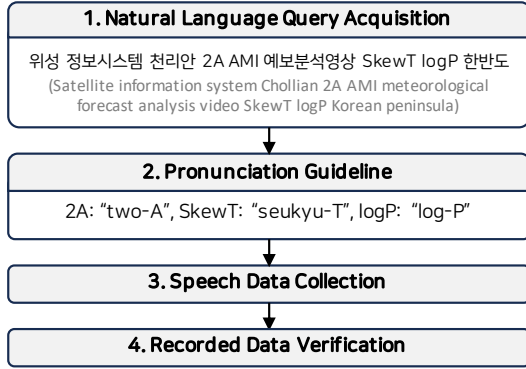 1. Natural Language Query Acquisition
위성 정보시스템 천리안 2A AMI 예보분석영상 SkewT logP 한반도
(Satellite information system Chollian 2A AMI meteorological
forecast analysis video SkewT logP Korean peninsula)
2. Pronunciation Guideline
2A: “two-A”, SkewT: “seukyu-T”, logP: “log-P”
3. Speech Data Collection
4. Recorded Data Verification